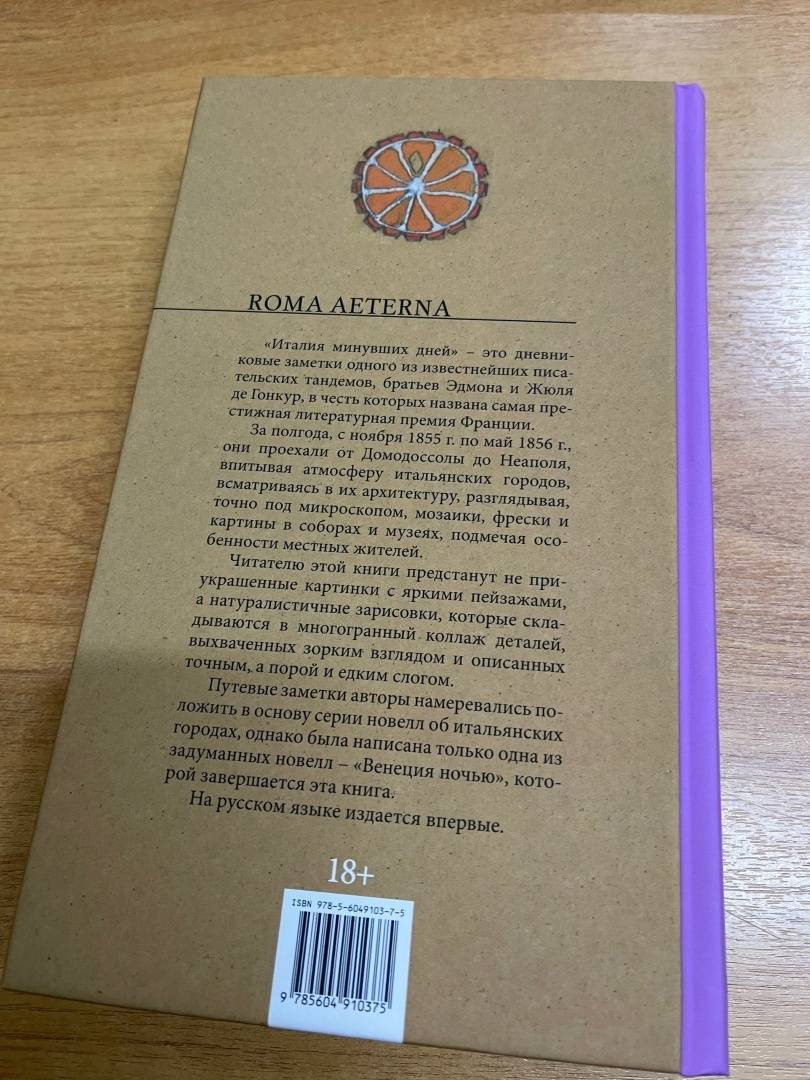 ROMA AETERNA
«Италия минувших дней» – это дневни-
ковые заметки одного из известнейших писа-
тельских тандемов, братьев Эдмона и Жюля
де Гонкур, в честь которых названа самая пре-
стижная литературная премия Франции.
За полгода, с ноября 1855 г. по май 1856 г.,
они проехали от Домодоссолы до Неаполя,
впитывая атмосферу итальянских городов,
всматриваясь в их архитектуру, разглядывая,
точно под микроскопом, мозаики, фрески и
картины в соборах и музеях, подмечая осо-
бенности местных жителей.
Читателю этой книги предстанут не при-
украшенные картинки с яркими пейзажами,
а натуралистичные зарисовки, которые скла-
дываются в многогранный коллаж деталей,
выхваченных зорким взглядом и описанных
точным, а порой и едким слогом.
Путевые заметки авторы намеревались по-
ложить в основу серии новелл об итальянских
городах, однако была написана только одна из
задуманных новелл – «Венеция ночью», кото-
рой завершается эта книга.
На русском языке издается впервые.
18+
ISBN 978-5-6049103-7-5
9 785604 910375